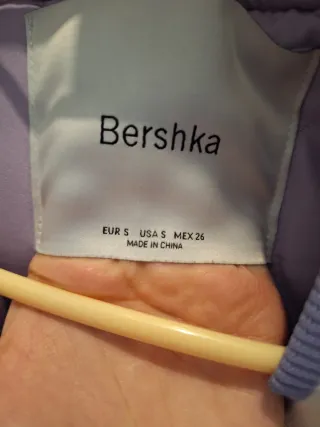 Bershka
EUR S USA S MEX 26
MADE IN CHINA